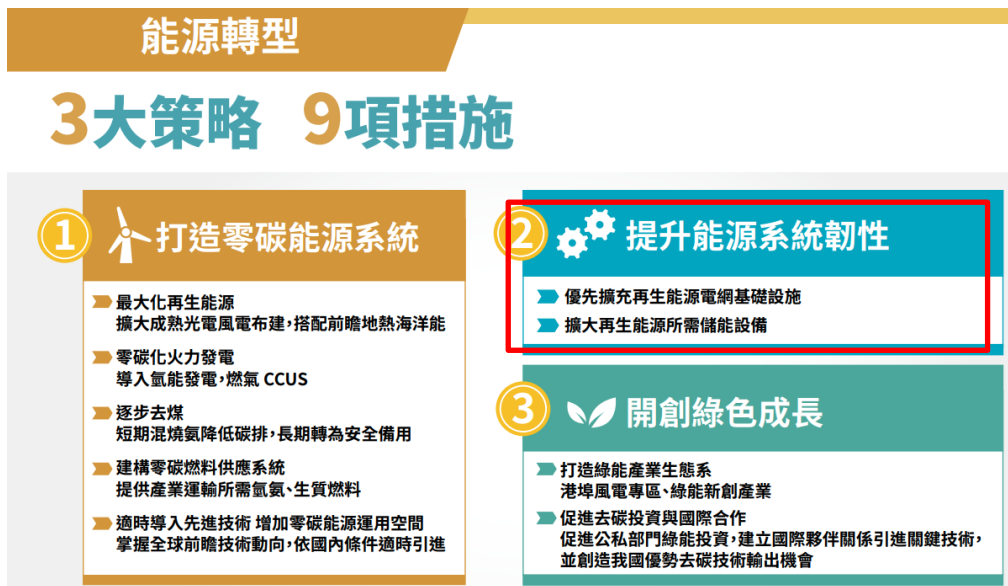 能源轉型
3大策略 9項措施
1 打造零碳能源系統
最大化再生能源
擴大成熟光電風電布建,搭配前瞻地熱海洋能
零碳化火力發電
導入氫能發電,燃氣 CCUS
逐步去煤
短期混燒氨降低碳排,長期轉為安全備用
建構零碳燃料供應系統
提供產業運輸所需氫氨、生質燃料
適時導入先進技術 增加零碳能源運用空間
掌握全球前瞻技術動向,依國內條件適時引進
2 提升能源系統韌性
優先擴充再生能源電網基礎設施
擴大再生能源所需儲能設備
3 開創綠色成長
打造綠能產業生態系
港埠風電專區、綠能新創產業
促進去碳投資與國際合作
促進公私部門綠能投資,建立國際夥伴關係引進關鍵技術,
並創造我國優勢去碳技術輸出機會